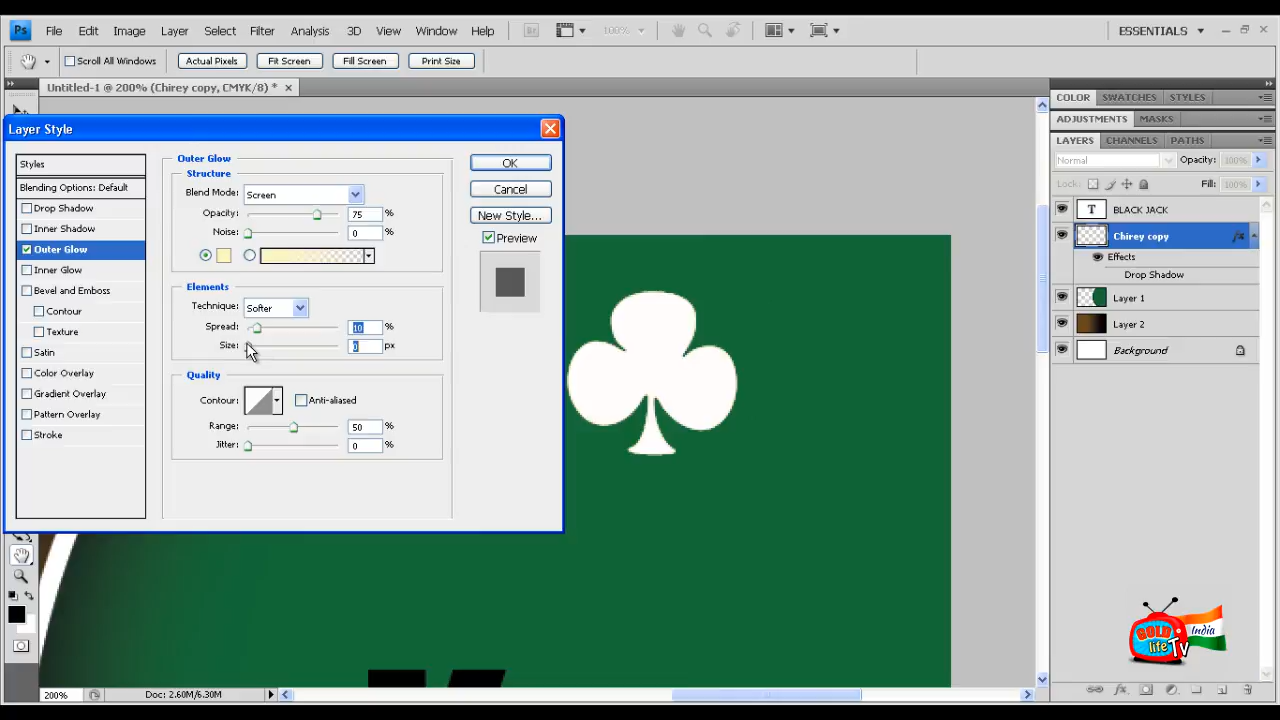 Ps File Edit Image Layer Select Filter Analysis 3D View Window Help Br 100% ESSENTIALS
Scroll All Windows Actual Pixels Fit Screen Fill Screen Print Size
Untitled-1 @ 200% (Chirey copy, CMYK/8) *
Layer Style
Styles
Blending Options: Default
Drop Shadow
Inner Shadow
Outer Glow
Inner Glow
Bevel and Emboss
Contour
Texture
Satin
Color Overlay
Gradient Overlay
Pattern Overlay
Stroke
Outer Glow
Structure
Blend Mode: Screen
Opacity: 75 %
Noise: 0 %
Elements
Technique: Softer
Spread: 10 %
Size: 0 px
Quality
Contour: Anti-aliased
Range: 50 %
Jitter: 0 %
OK
Cancel
New Style...
Preview
COLOR SWATCHES STYLES
ADJUSTMENTS MASKS
LAYERS CHANNELS PATHS
Normal Opacity: 100%
Lock: Fill: 100%
T BLACK JACK
Chirey copy fx
Effects
Drop Shadow
Layer 1
Layer 2
Background
GOLD
life TV
India
200% Doc: 2.60M/6.30M